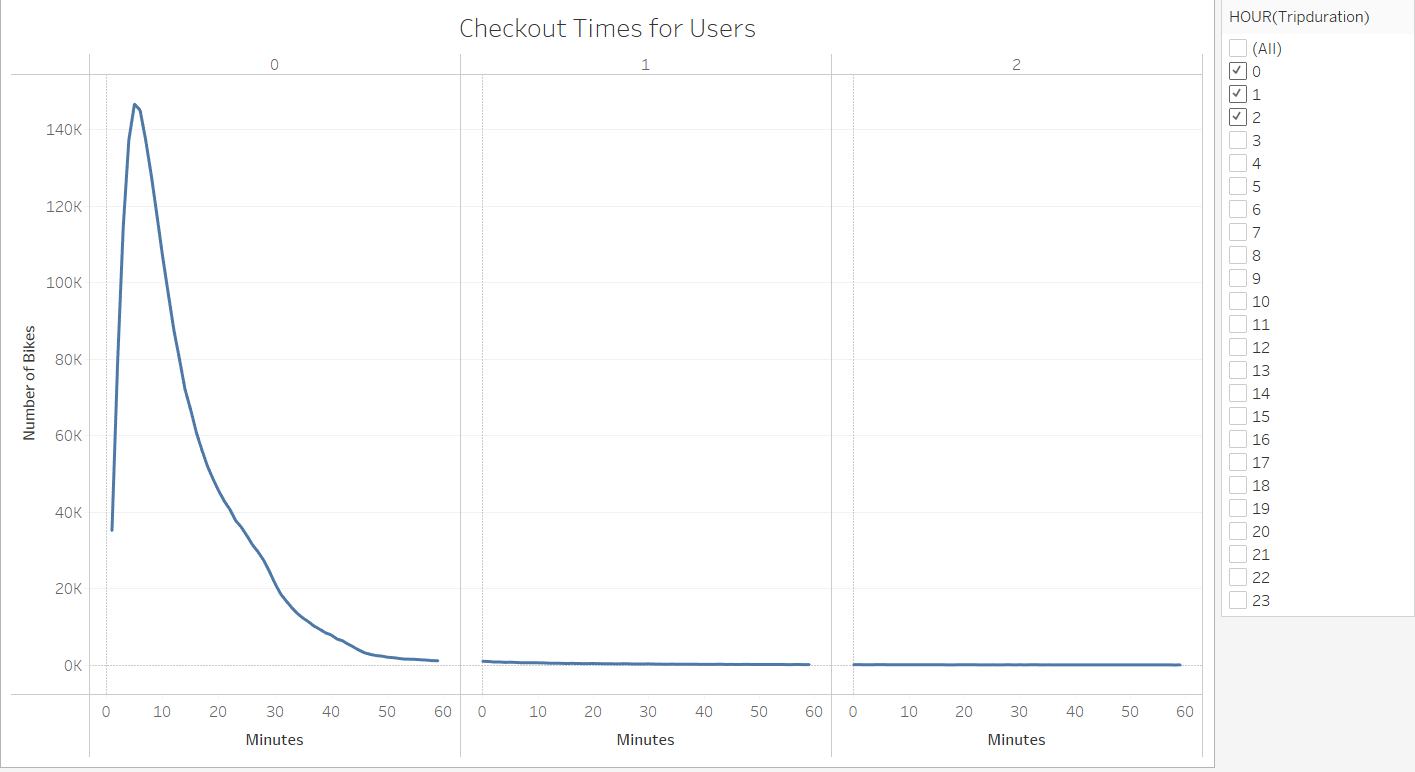 Checkout Times for Users
0 1 2
140K
120K
100K
80K
60K
40K
20K
0K
Number of Bikes
0 10 20 30 40 50 60 0 10 20 30 40 50 60 0 10 20 30 40 50 60
Minutes Minutes Minutes
HOUR(Tripduration)
(All)
0
1
2
3
4
5
6
7
8
9
10
11
12
13
14
15
16
17
18
19
20
21
22
23